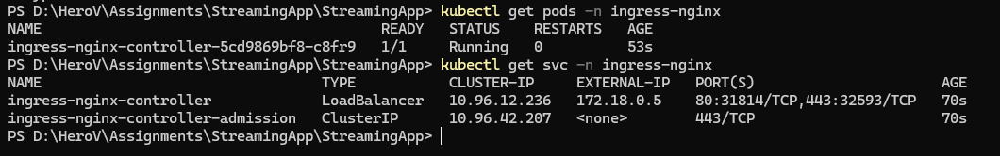 PS D:\HeroV\Assignments\StreamingApp\StreamingApp> kubectl get pods -n ingress-nginx
NAME READY STATUS RESTARTS AGE
ingress-nginx-controller-5cd9869bf8-c8fr9 1/1 Running 0 53s
PS D:\HeroV\Assignments\StreamingApp\StreamingApp> kubectl get svc -n ingress-nginx
NAME TYPE CLUSTER-IP EXTERNAL-IP PORT(S) AGE
ingress-nginx-controller LoadBalancer 10.96.12.236 172.18.0.5 80:31814/TCP,443:32593/TCP 70s
ingress-nginx-controller-admission ClusterIP 10.96.42.207 <none> 443/TCP 70s
PS D:\HeroV\Assignments\StreamingApp\StreamingApp>